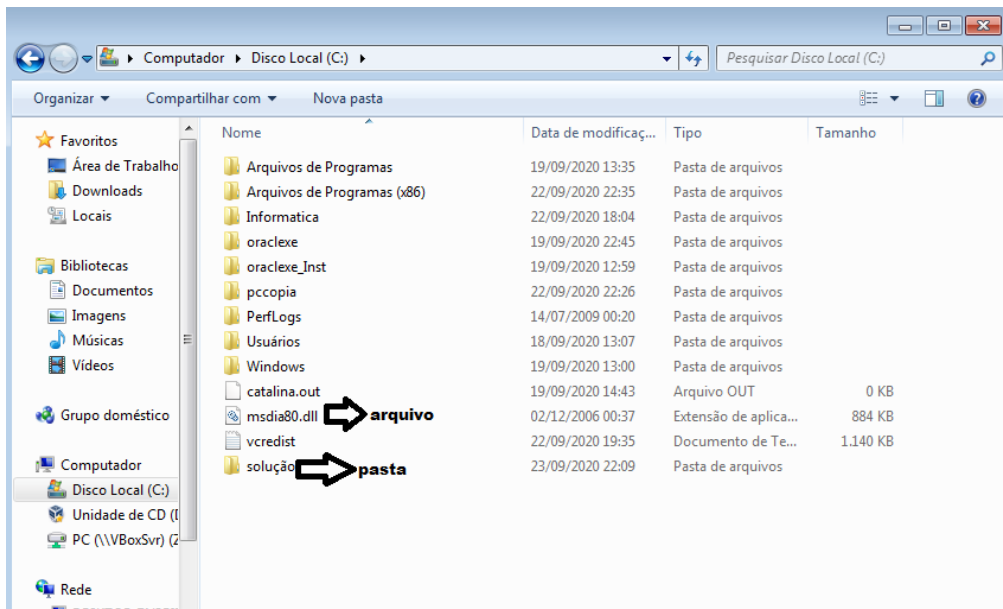 Computador Disco Local (C:)
Pesquisar Disco Local (C:)
Organizar Compartilhar com Nova pasta
Favoritos
Área de Trabalho
Downloads
Locais
Bibliotecas
Documentos
Imagens
Músicas
Vídeos
Grupo doméstico
Computador
Disco Local (C:)
Unidade de CD (
PC (\\VBoxSvr) (Z
Rede
Nome Data de modificaç... Tipo Tamanho
Arquivos de Programas 19/09/2020 13:35 Pasta de arquivos
Arquivos de Programas (x86) 22/09/2020 22:35 Pasta de arquivos
Informatica 22/09/2020 18:04 Pasta de arquivos
oraclexe 19/09/2020 22:45 Pasta de arquivos
oraclexe_Inst 19/09/2020 12:59 Pasta de arquivos
pccopia 22/09/2020 22:26 Pasta de arquivos
PerfLogs 14/07/2009 00:20 Pasta de arquivos
Usuários 18/09/2020 13:07 Pasta de arquivos
Windows 19/09/2020 13:00 Pasta de arquivos
catalina.out 19/09/2020 14:43 Arquivo OUT 0 KB
msdia80.dll arquivo 02/12/2006 00:37 Extensão de aplica... 884 KB
vcredist 22/09/2020 19:35 Documento de Te... 1.140 KB
solução pasta 23/09/2020 22:09 Pasta de arquivos